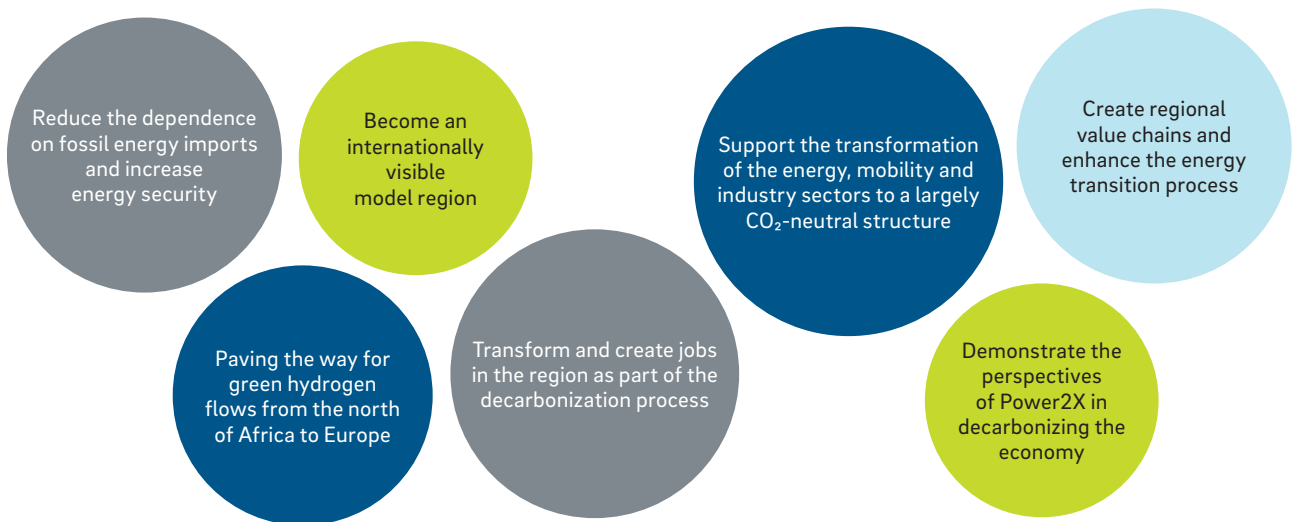 Reduce the dependence
on fossil energy imports
and increase
energy security
Become an
internationally
visible
model region
Support the transformation
of the energy, mobility and
industry sectors to a largely
CO₂-neutral structure
Create regional
value chains and
enhance the energy
transition process
Paving the way for
green hydrogen
flows from the north
of Africa to Europe
Transform and create jobs
in the region as part of the
decarbonization process
Demonstrate the
perspectives
of Power2X in
decarbonizing the
economy